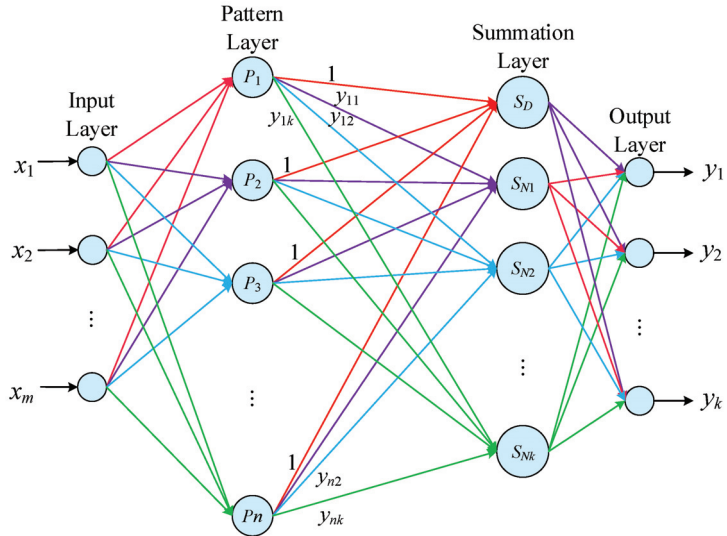 Pattern
Layer
Summation
Layer
Input
Layer
Output
Layer
P1
1
y11
y12
y1k
SD
x1
P2
1
SN1
y1
x2
P3
1
SN2
y2
⋮
⋮
⋮
⋮
xm
yk
1
yn2
ynk
SNk
Pn